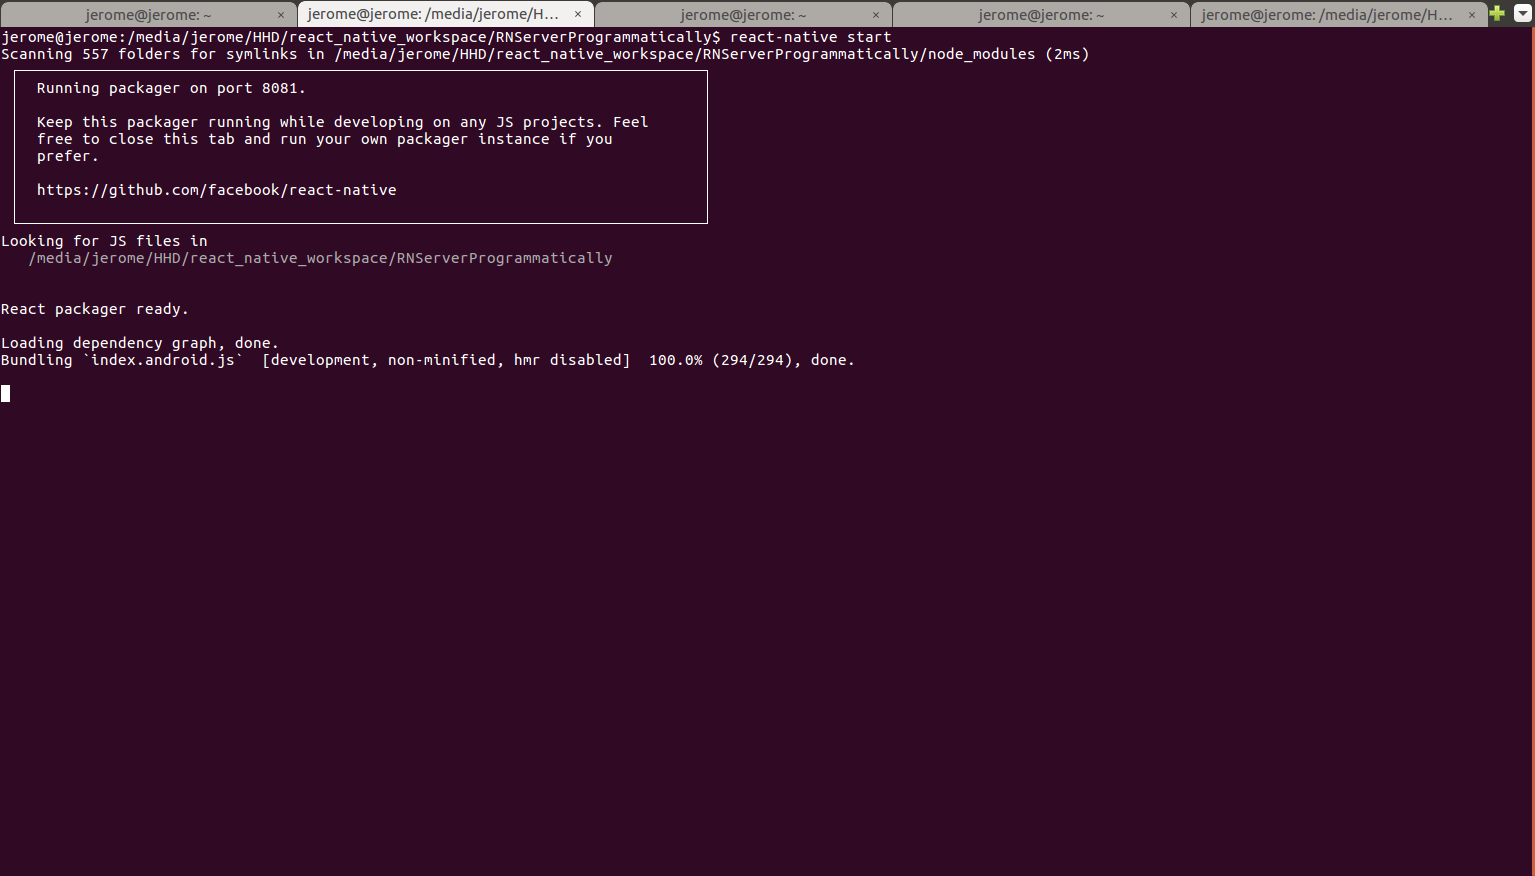 jerome@jerome: ~ ×
jerome@jerome: /media/jerome/H... ×
jerome@jerome: ~ ×
jerome@jerome: ~ ×
jerome@jerome: /media/jerome/H... ×
jerome@jerome:/media/jerome/HHD/react_native_workspace/RNServerProgrammatically$ react-native start
Scanning 557 folders for symlinks in /media/jerome/HHD/react_native_workspace/RNServerProgrammatically/node_modules (2ms)
Running packager on port 8081.
Keep this packager running while developing on any JS projects. Feel
free to close this tab and run your own packager instance if you
prefer.
https://github.com/facebook/react-native
Looking for JS files in
/media/jerome/HHD/react_native_workspace/RNServerProgrammatically
React packager ready.
Loading dependency graph, done.
Bundling `index.android.js`  [development, non-minified, hmr disabled]  100.0% (294/294), done.